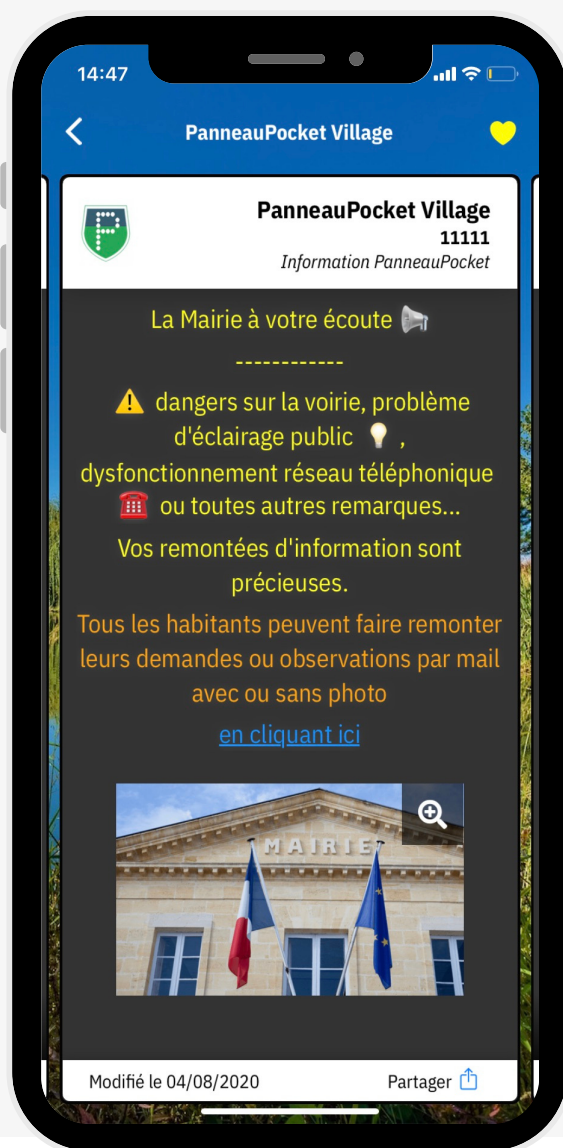 14:47
PanneauPocket Village
PanneauPocket Village
11111
Information PanneauPocket
La Mairie à votre écoute 📢
------------
⚠️ dangers sur la voirie, problème
d'éclairage public 💡 ,
dysfonctionnement réseau téléphonique
☎️ ou toutes autres remarques...
Vos remontées d'information sont
précieuses.
Tous les habitants peuvent faire remonter
leurs demandes ou observations par mail
avec ou sans photo
en cliquant ici
MAIRIE
Modifié le 04/08/2020
Partager